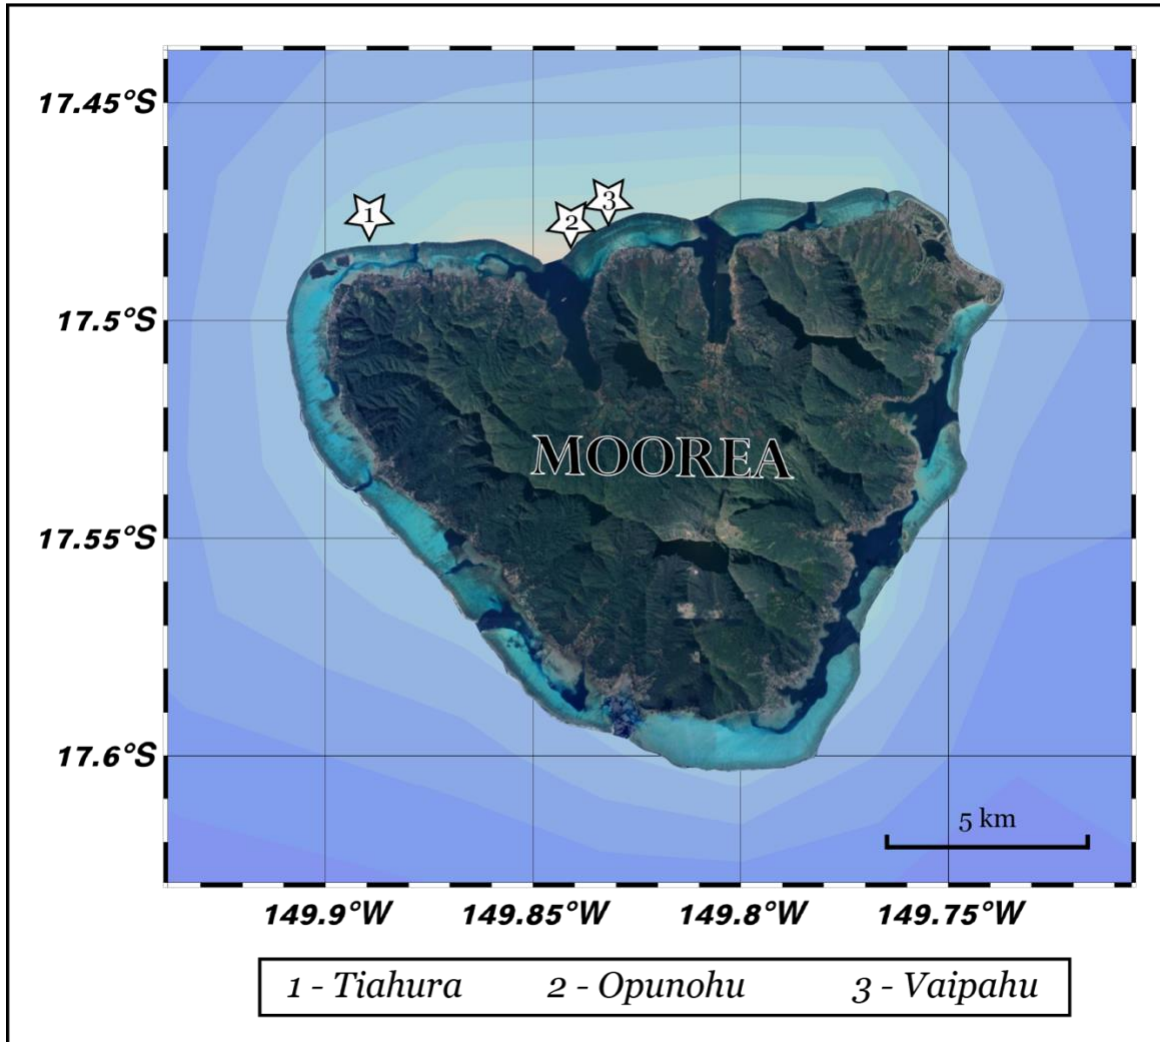 17.45°S
1
2
3
17.5°S
MOOREA
17.55°S
17.6°S
5 km
149.9°W 149.85°W 149.8°W 149.75°W
1 - Tiahura 2 - Opunohu 3 - Vaipahu